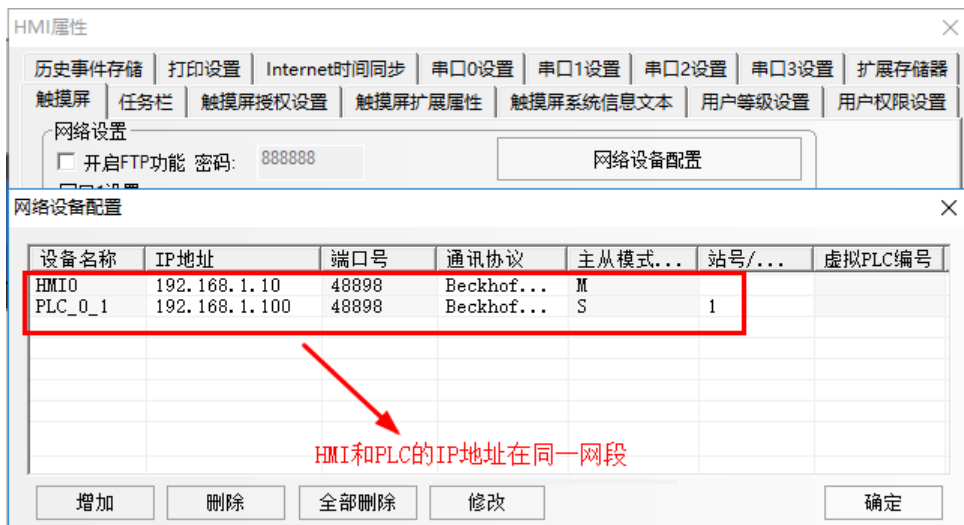 HMI属性
历史事件存储 打印设置 Internet时间同步 串口0设置 串口1设置 串口2设置 串口3设置 扩展存储器
触摸屏 任务栏 触摸屏授权设置 触摸屏扩展属性 触摸屏系统信息文本 用户等级设置 用户权限设置
网络设置
开启FTP功能 密码: 888888 网络设备配置
网络设备配置
设备名称 IP地址 端口号 通讯协议 主从模式... 站号/... 虚拟PLC编号
HMI0 192.168.1.10 48898 Beckhof... M
PLC_0_1 192.168.1.100 48898 Beckhof... S 1
HMI和PLC的IP地址在同一网段
增加 删除 全部删除 修改 确定